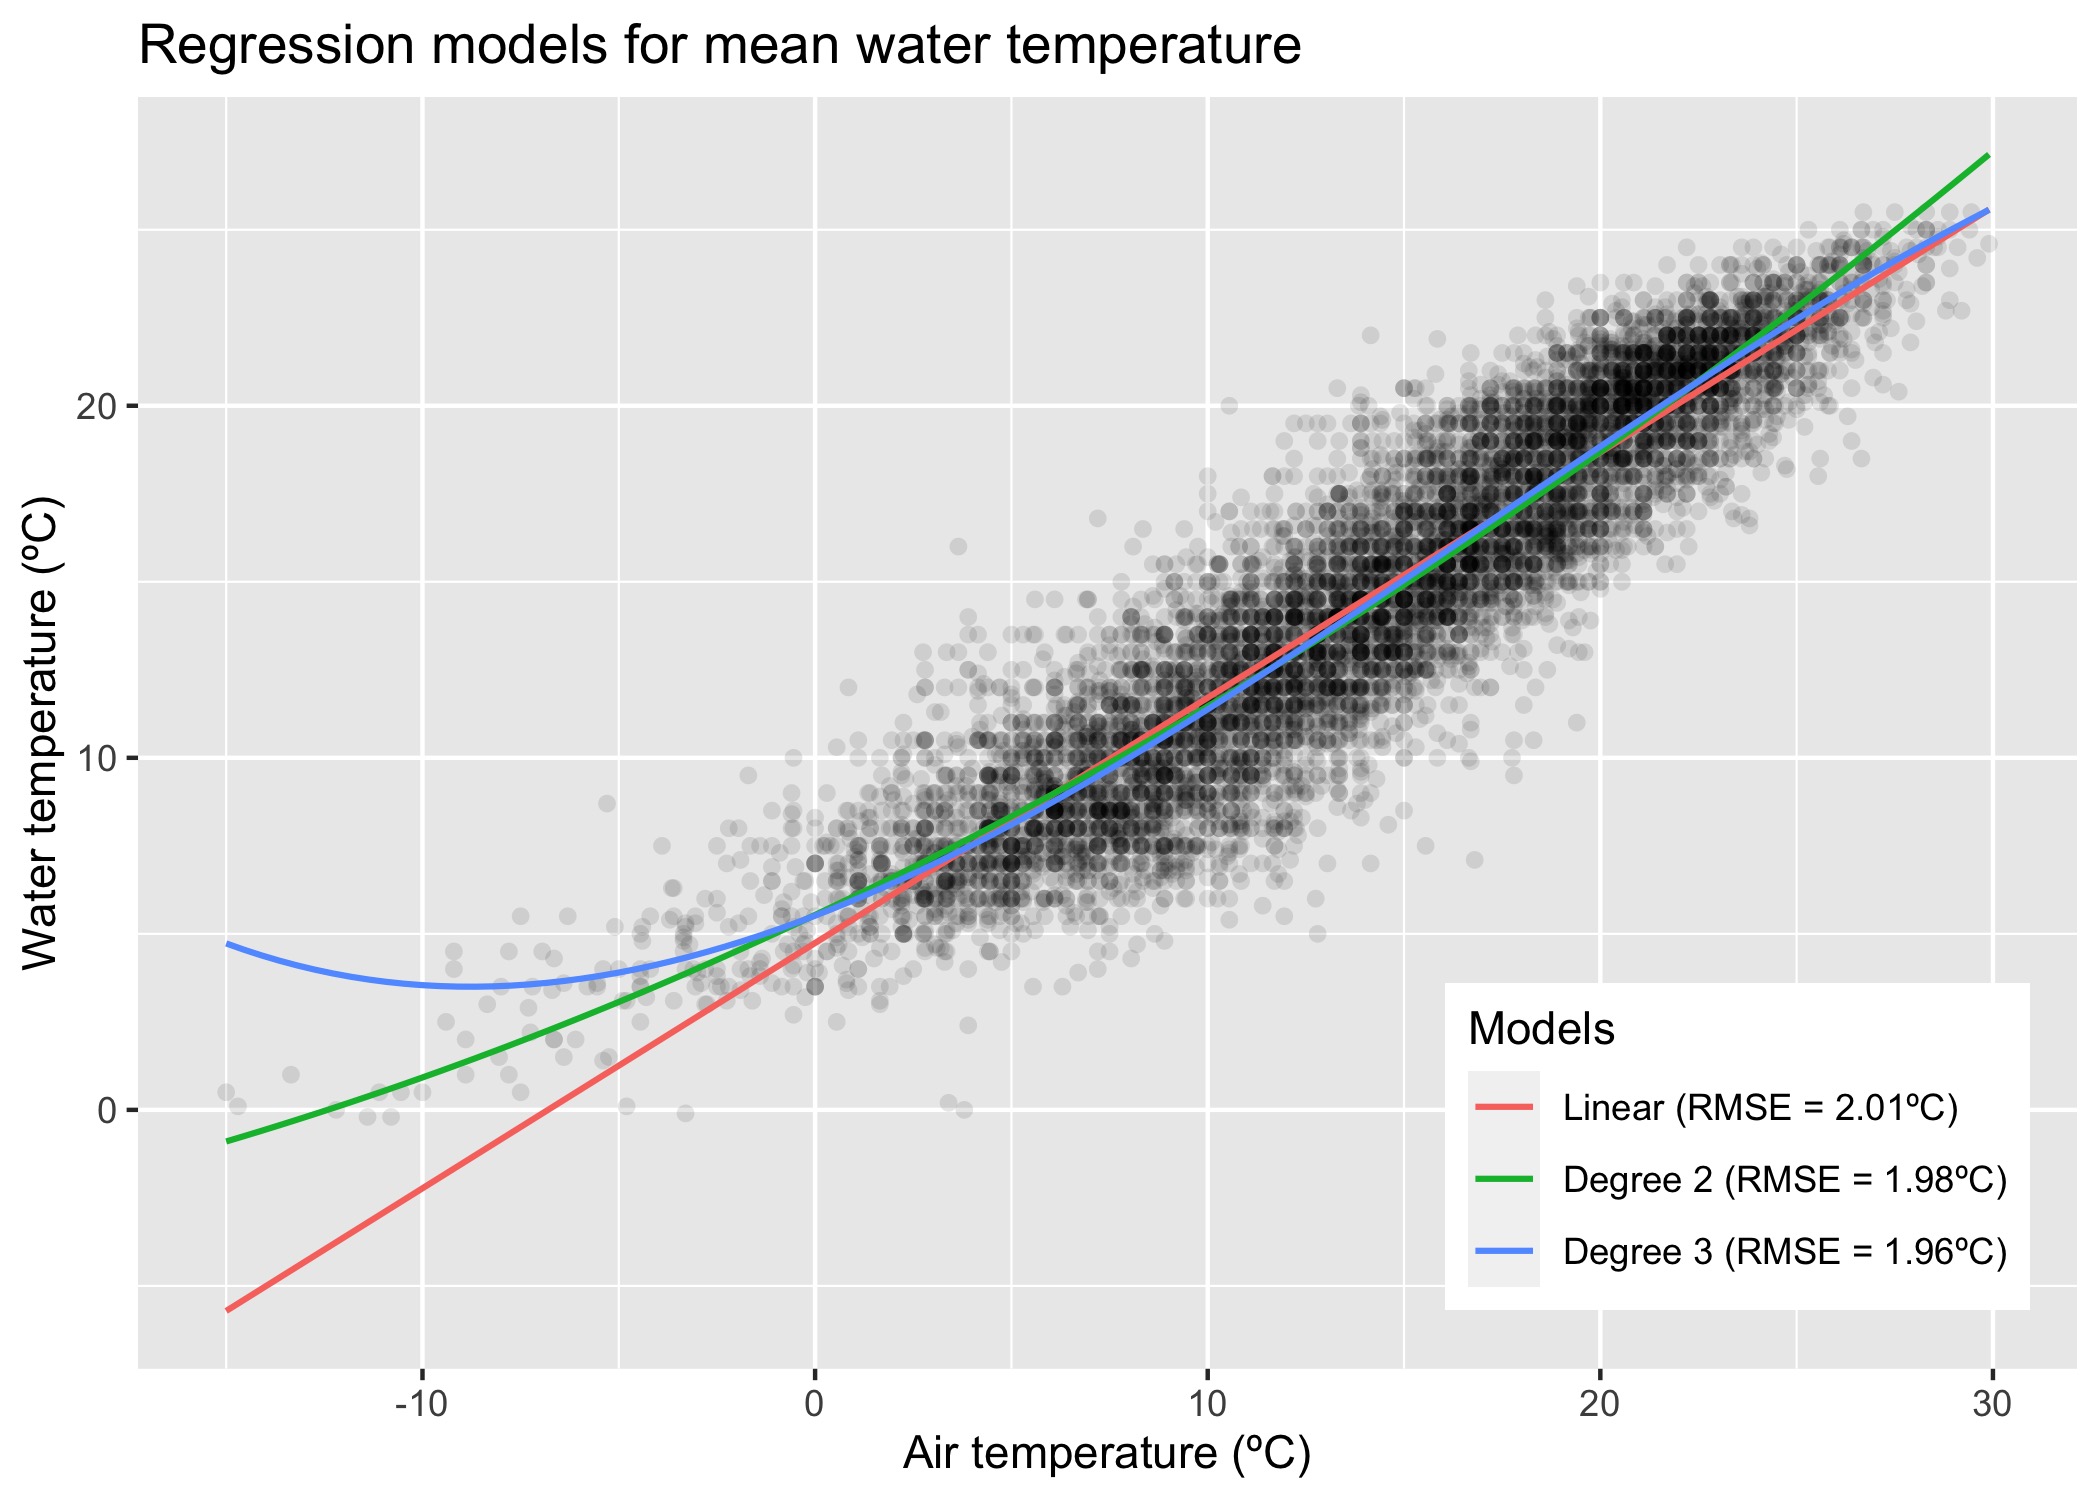 Regression models for mean water temperature
Water temperature (ºC)
20
10
0
-10
0
10
20
30
Air temperature (ºC)
Models
Linear (RMSE = 2.01ºC)
Degree 2 (RMSE = 1.98ºC)
Degree 3 (RMSE = 1.96ºC)